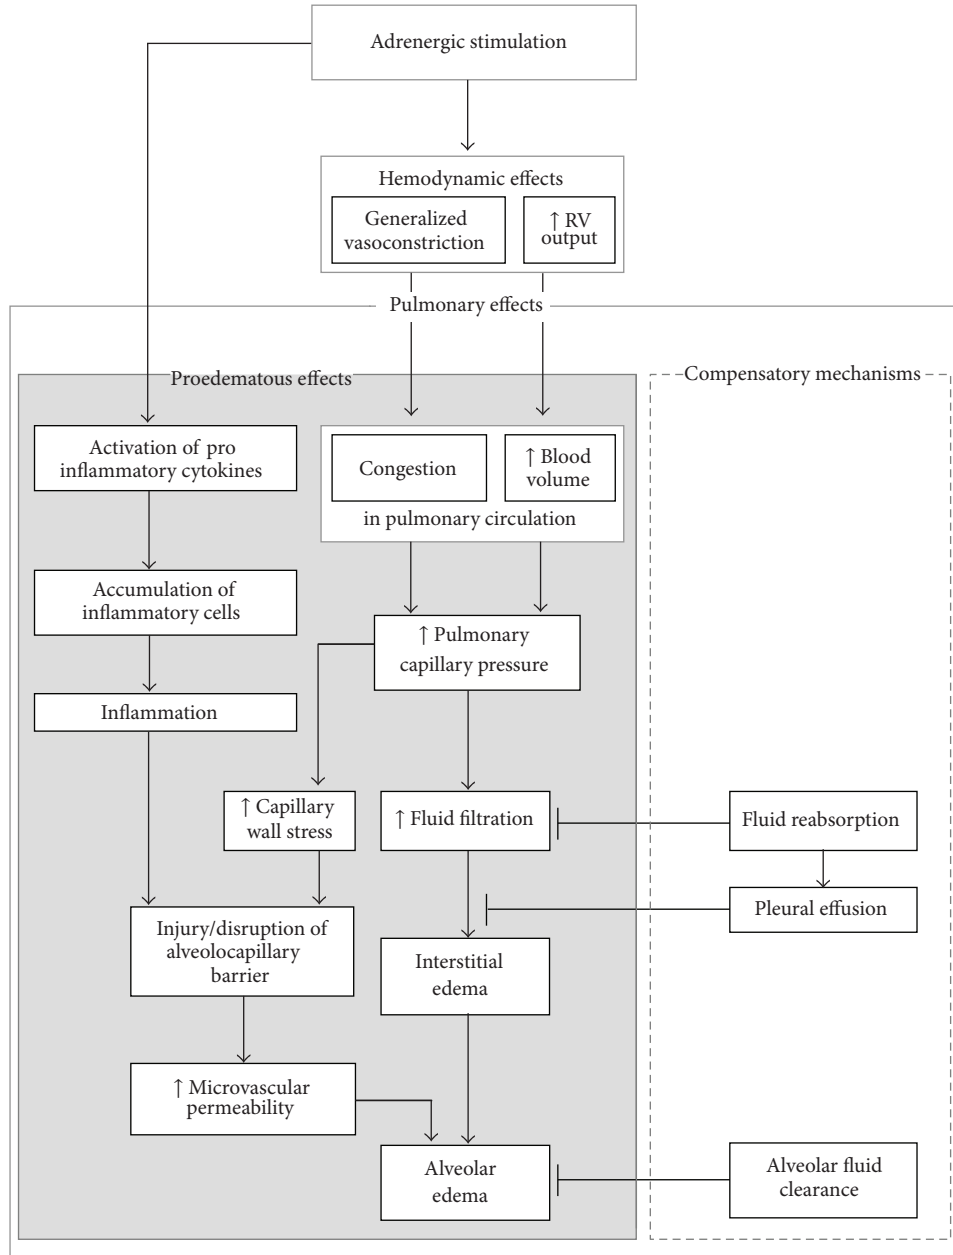 Adrenergic stimulation
Hemodynamic effects
Generalized
vasoconstriction
↑ RV
output
Pulmonary effects
Proedematous effects
Compensatory mechanisms
Activation of pro
inflammatory cytokines
Congestion
↑ Blood
volume
in pulmonary circulation
Accumulation of
inflammatory cells
↑ Pulmonary
capillary pressure
Inflammation
↑ Capillary
wall stress
↑ Fluid filtration
Fluid reabsorption
Pleural effusion
Injury/disruption of
alveolocapillary
barrier
Interstitial
edema
↑ Microvascular
permeability
Alveolar
edema
Alveolar fluid
clearance